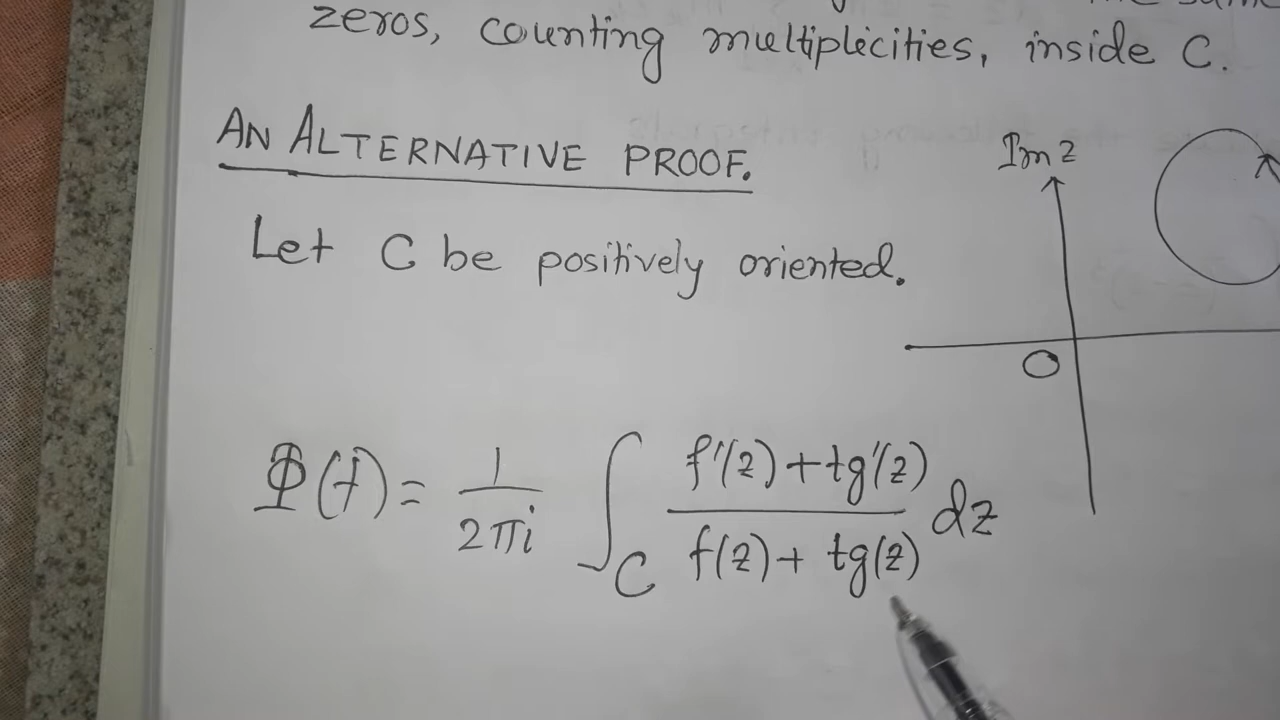 zeros, counting multiplicities, inside C.
AN ALTERNATIVE PROOF.
Im z
Let C be positively oriented.
O
Φ(t) = 1/2πi ∫_C f'(z)+tg'(z)/f(z)+tg(z) dz